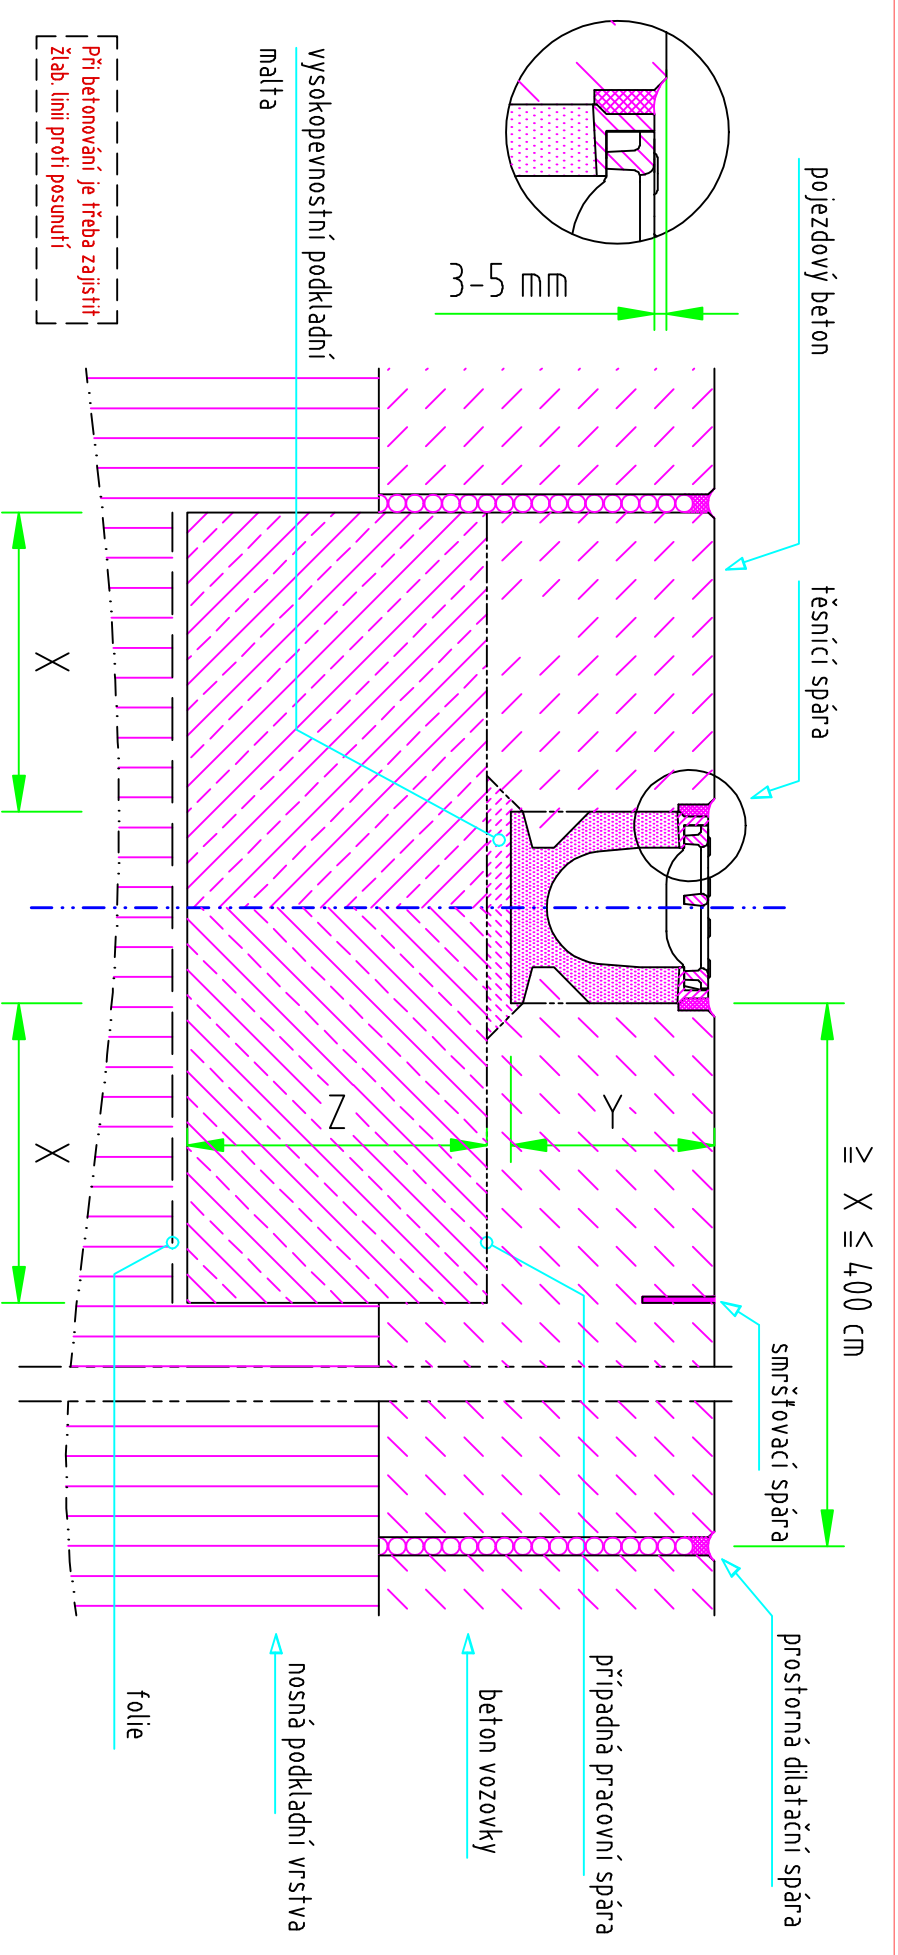 pojezdový beton
těsnící spára
≥ X ≤ 400 cm
smršťovací spára
prostorná dilatační spára
3-5 mm
vysokopevnostní podkladní
malta
Y
Z
X
X
případná pracovní spára
beton vozovky
nosná podkladní vrstva
folie
Při betonování je třeba zajistit
žlab. linii proti posunutí